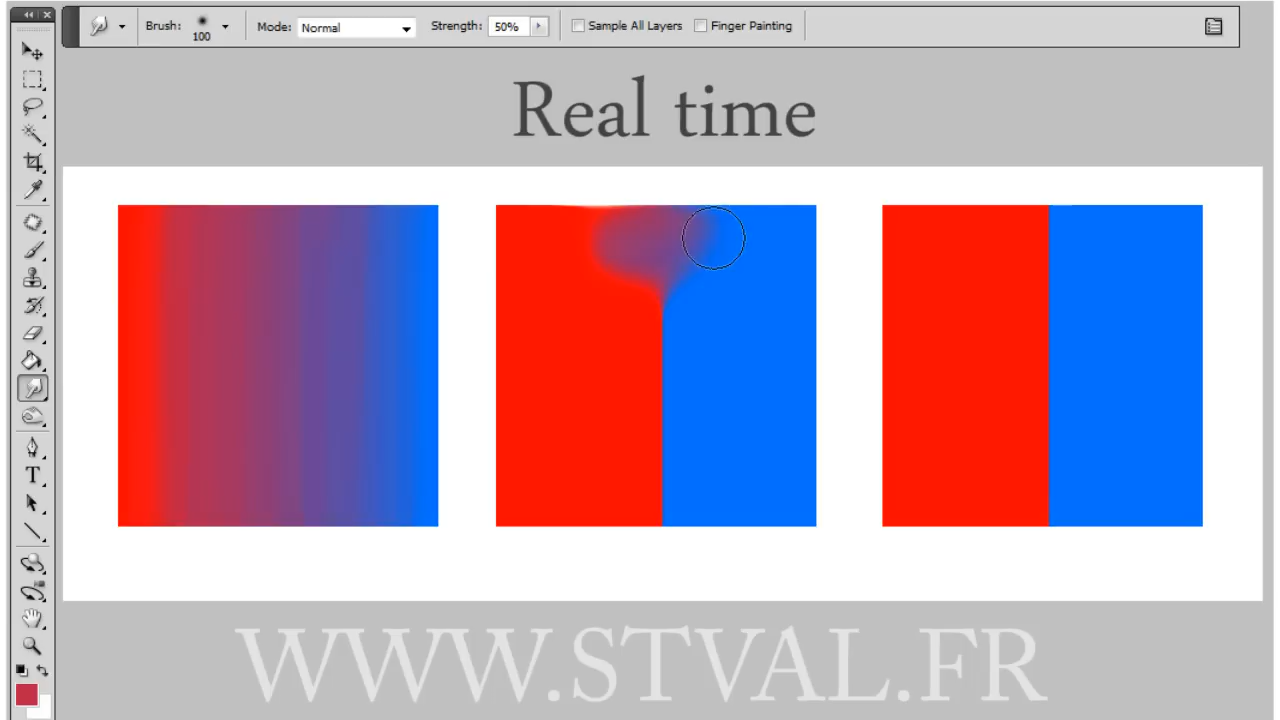 Brush: 100 Mode: Normal Strength: 50% Sample All Layers Finger Painting
Real time
WWW.STVAL.FR